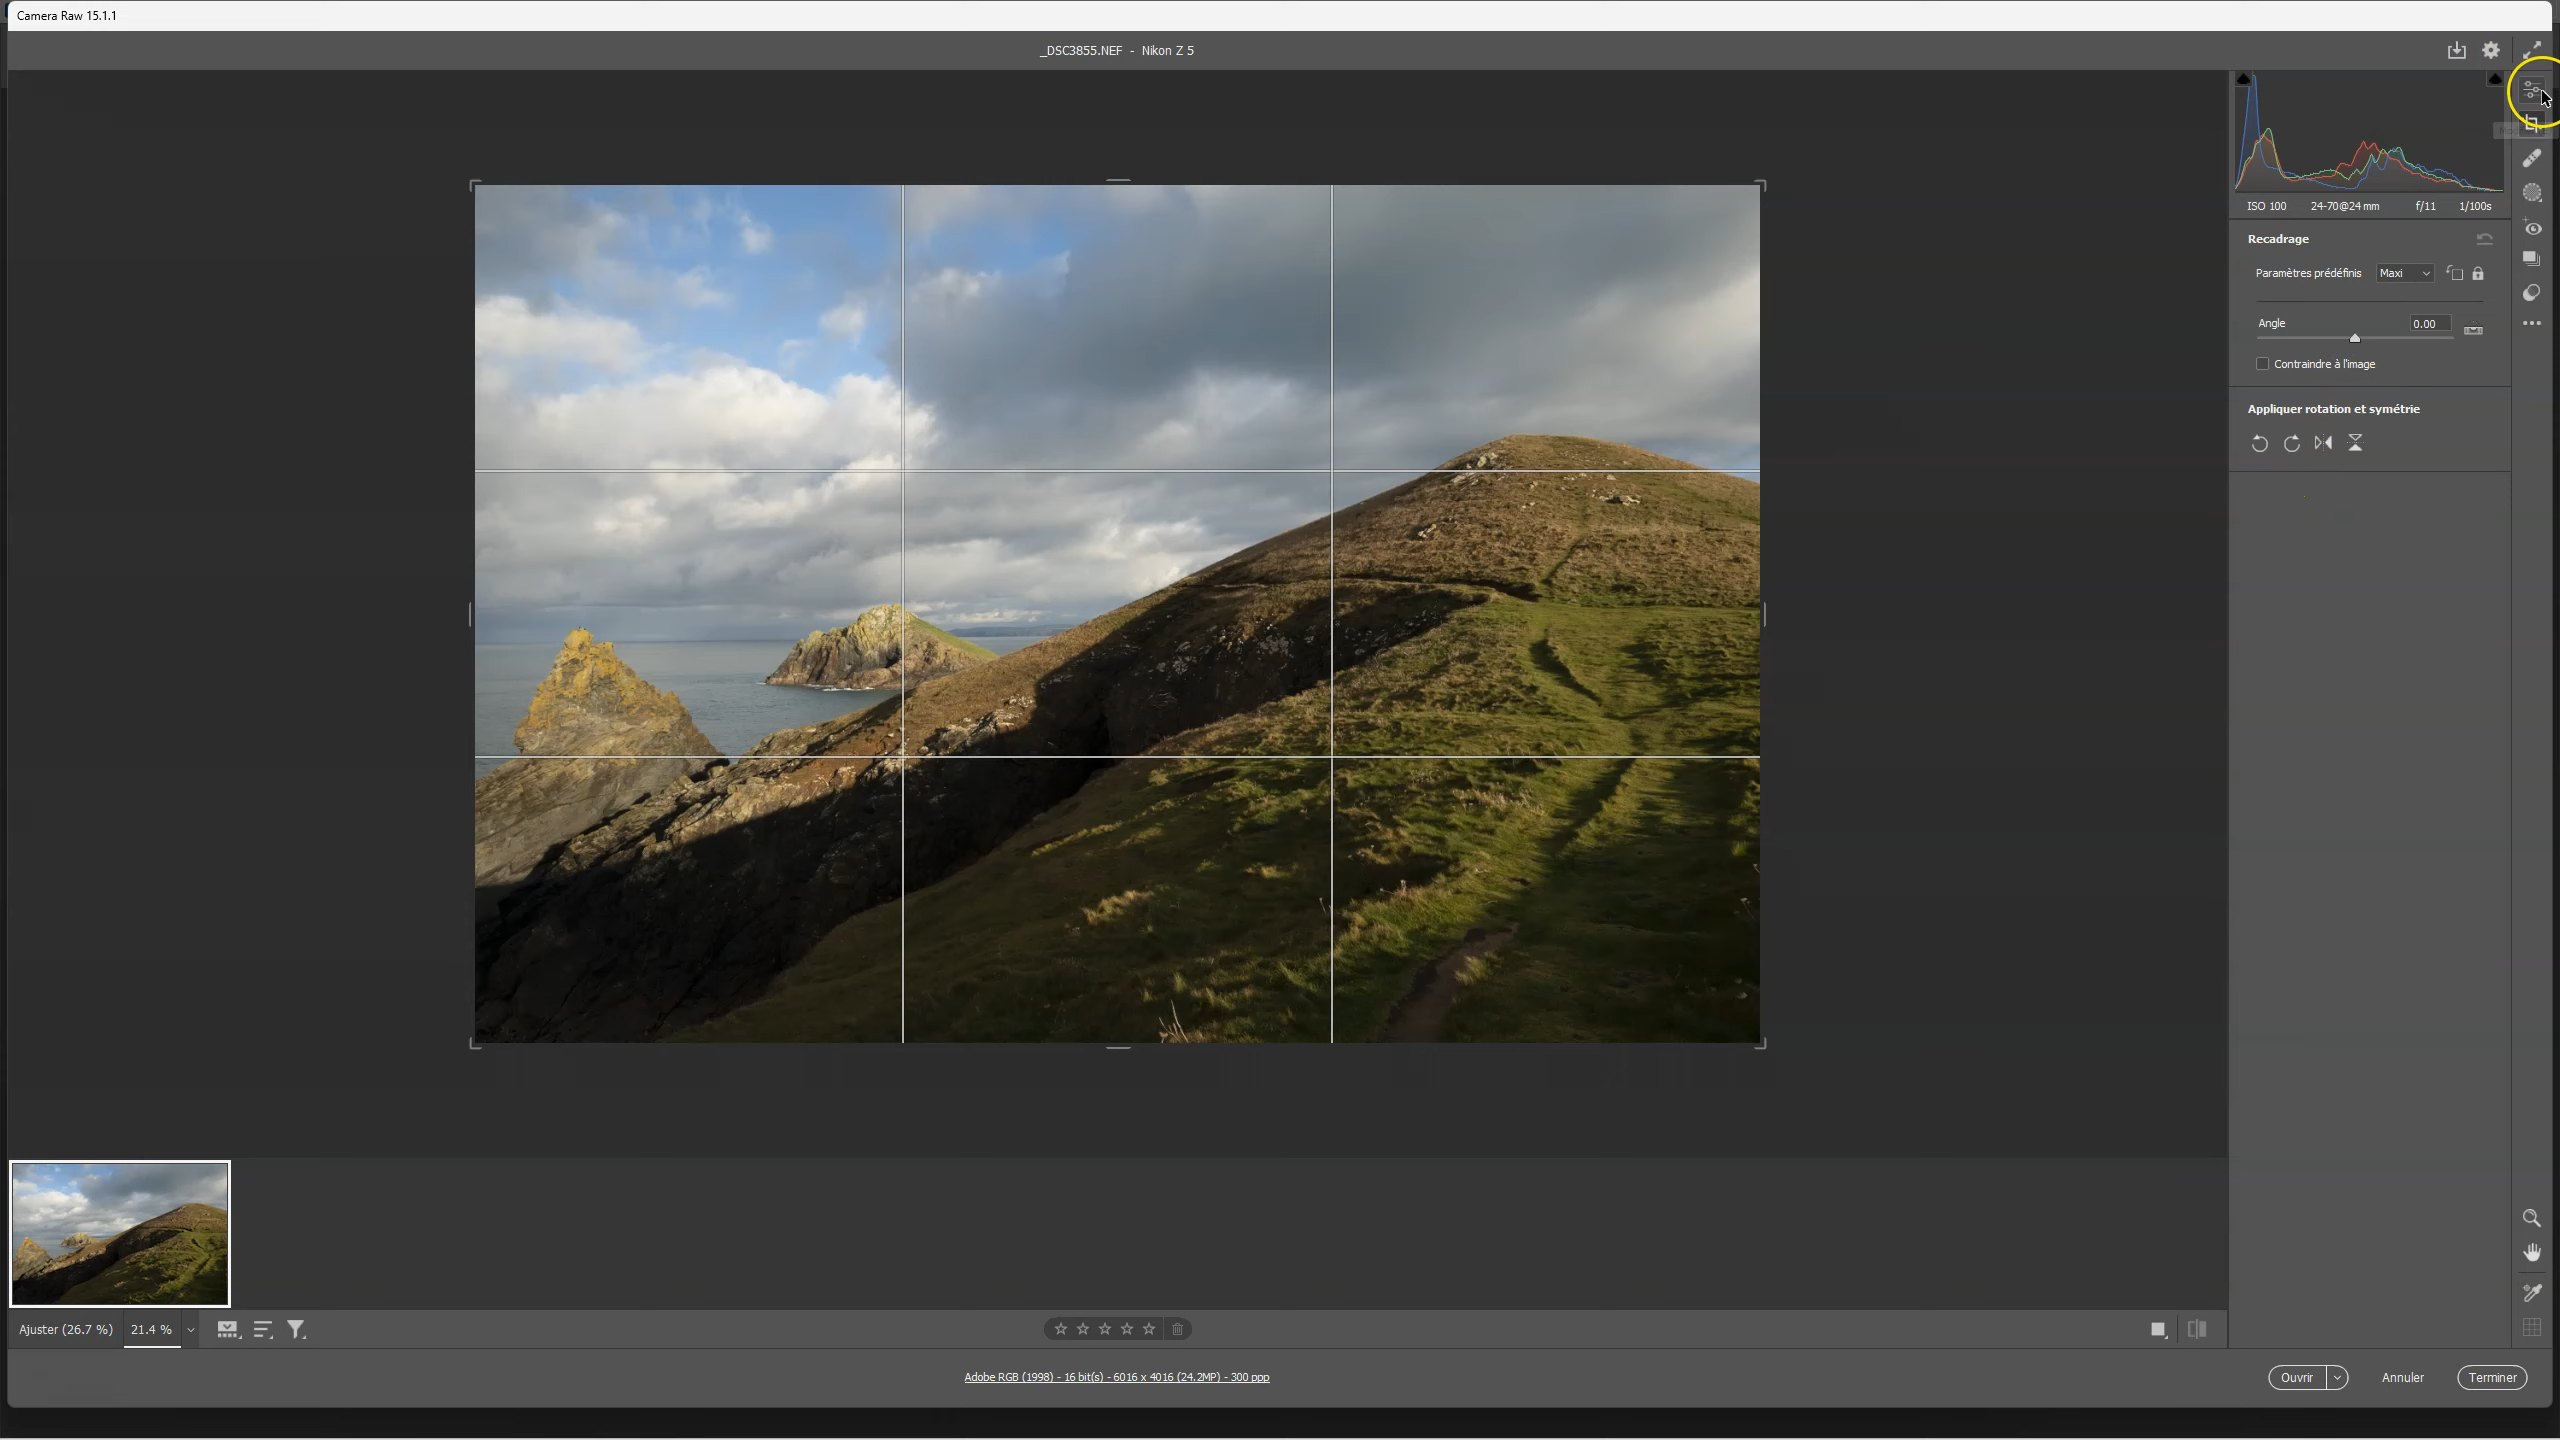 Camera Raw 15.1.1
_DSC3855.NEF - Nikon Z 5
ISO 100 24-70@24 mm f/11 1/100s
Recadrage
Paramètres prédéfinis Maxi
Angle 0.00
Contraindre à l'image
Appliquer rotation et symétrie
Ajuster (26.7 %) 21.4 %
Adobe RGB (1998) - 16 bit(s) - 6016 x 4016 (24.2MP) - 300 ppp
Ouvrir Annuler Terminer